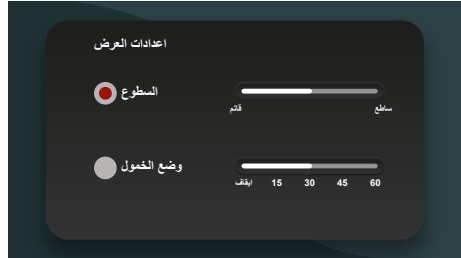 اعدادات العرض
السطوع
قاتم ساطع
وضع الخمول
ايقاف 15 30 45 60